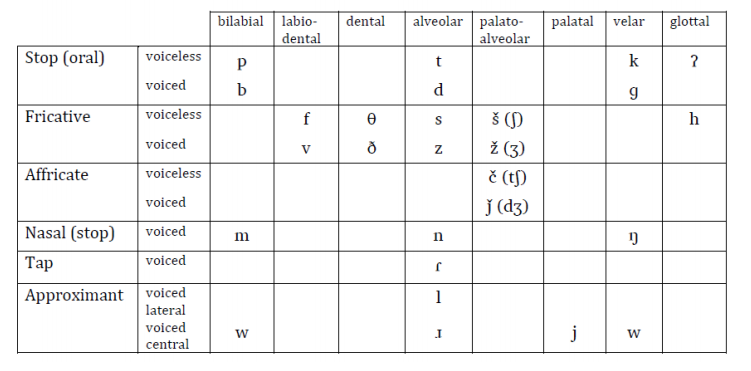 bilabial labio-dental dental alveolar palato-alveolar palatal velar glottal
Stop (oral) voiceless p t k ʔ
voiced b d ɡ
Fricative voiceless f θ s š (ʃ) h
voiced v ð z ž (ʒ)
Affricate voiceless č (tʃ)
voiced ǰ (dʒ)
Nasal (stop) voiced m n ŋ
Tap voiced ɾ
Approximant voiced lateral l
voiced central w ɹ j w